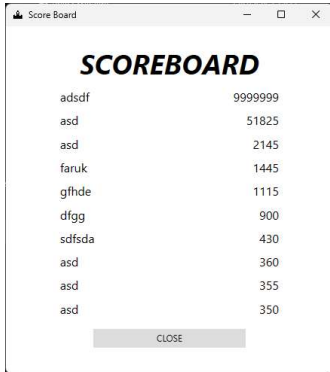 Score Board
SCOREBOARD
adsdf 9999999
asd 51825
asd 2145
faruk 1445
gfhde 1115
dfgg 900
sdfsda 430
asd 360
asd 355
asd 350
CLOSE